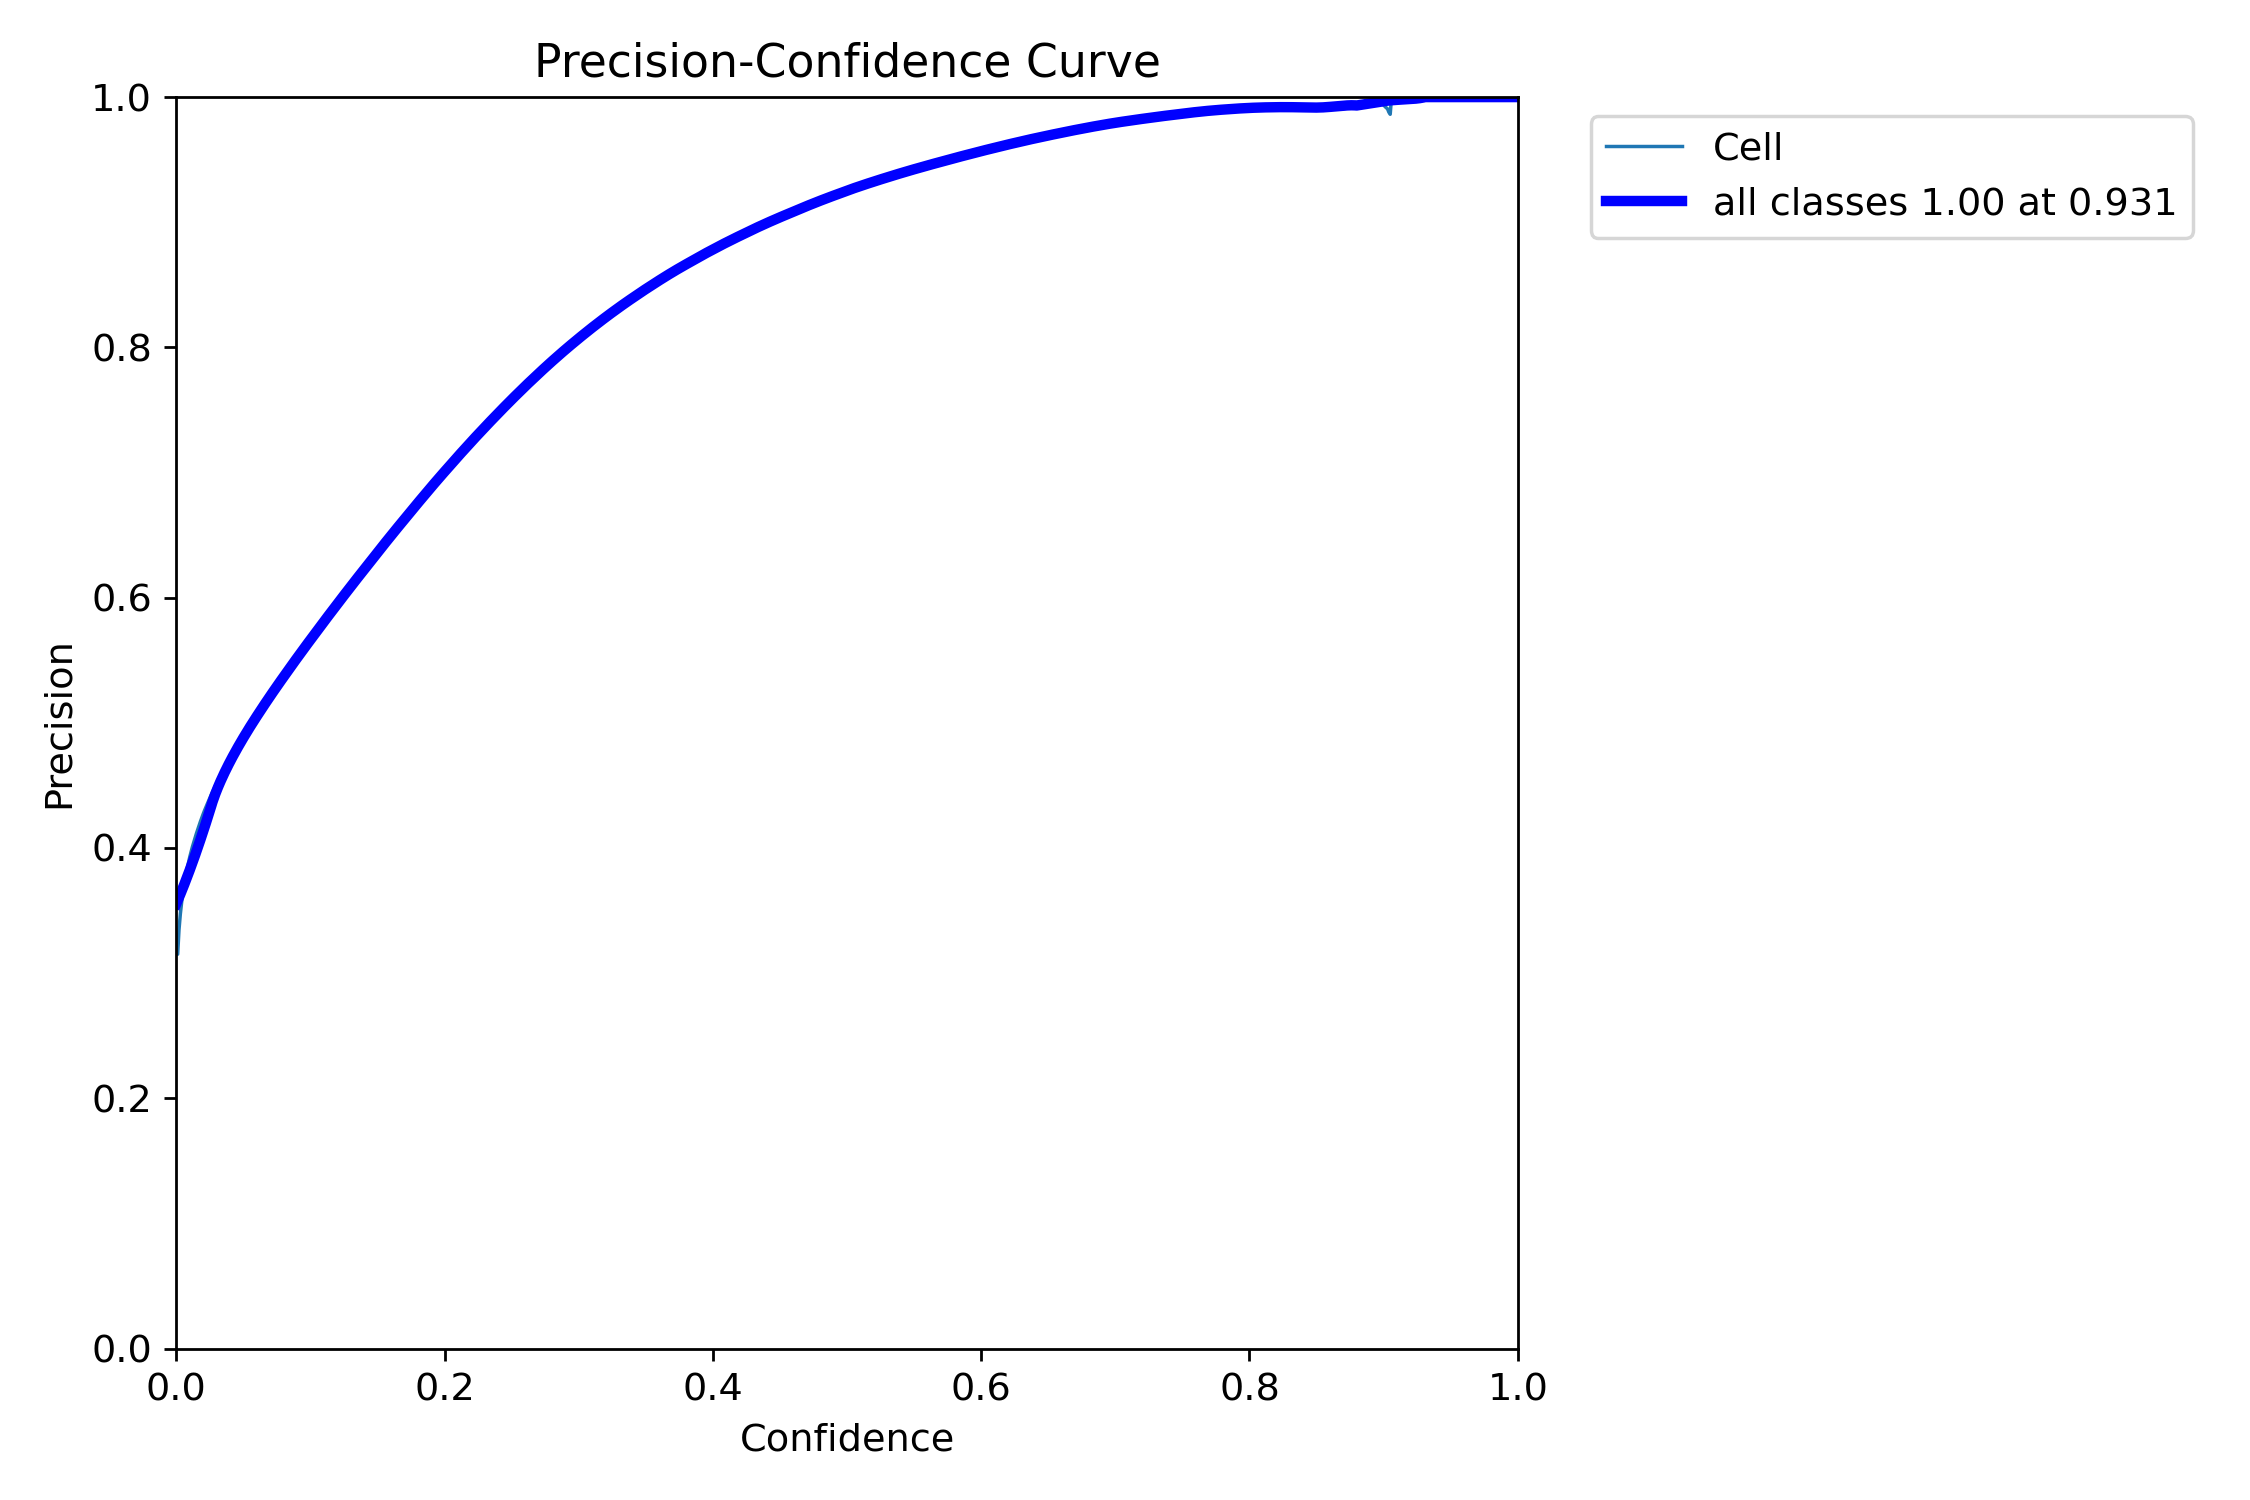 Precision-Confidence Curve
1.0
0.8
0.6
0.4
0.2
0.0
Precision
0.0 0.2 0.4 0.6 0.8 1.0
Confidence
Cell
all classes 1.00 at 0.931